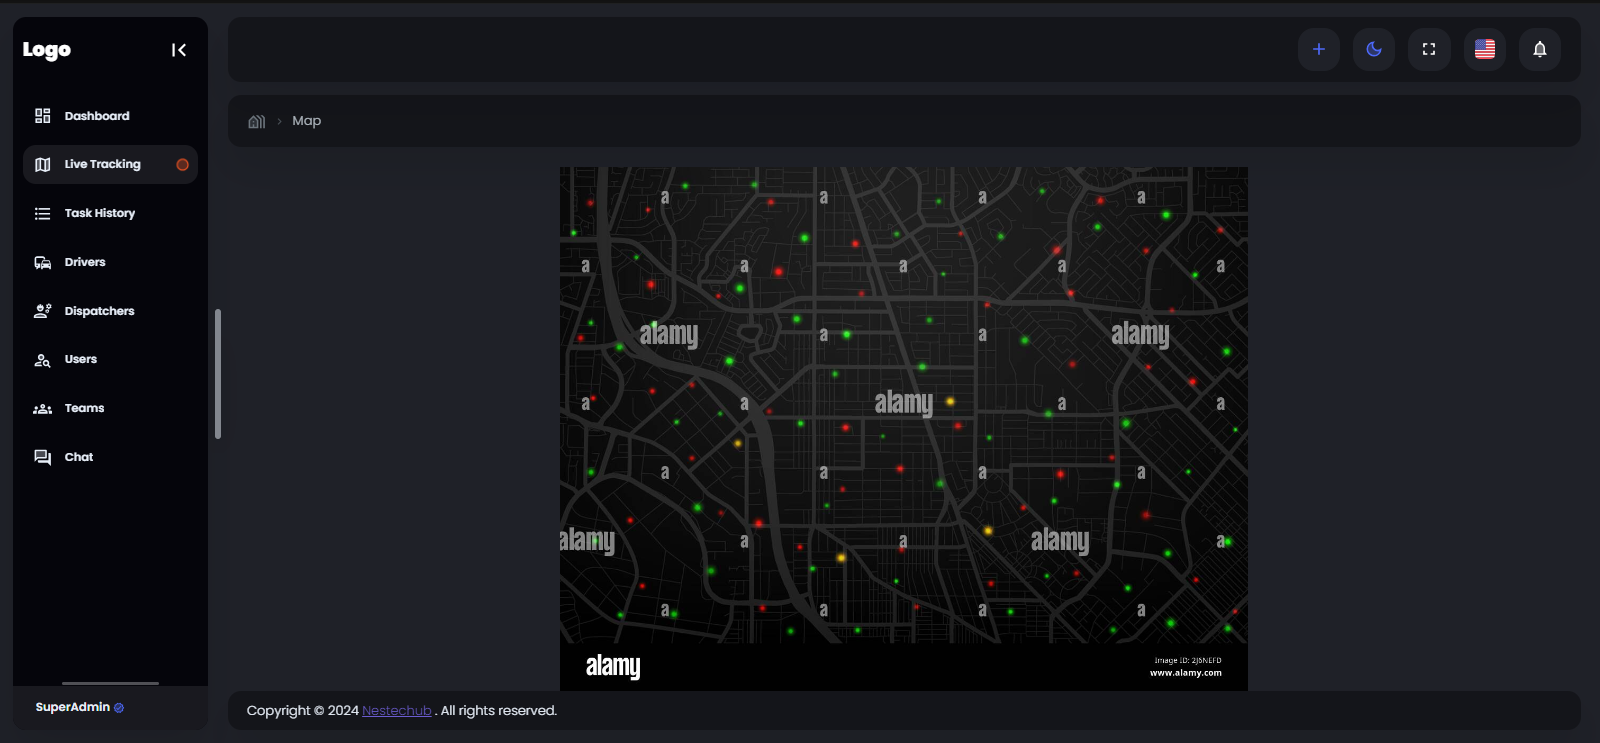 Logo
Dashboard
Live Tracking
Task History
Drivers
Dispatchers
Users
Teams
Chat
SuperAdmin
Map
a a a a
a a a a a
alamy a a alamy
a a alamy a a
a a a a
alamy a a alamy a
a a a a
alamy
Image ID: 2J6NEFD
www.alamy.com
Copyright © 2024 Nestechub . All rights reserved.